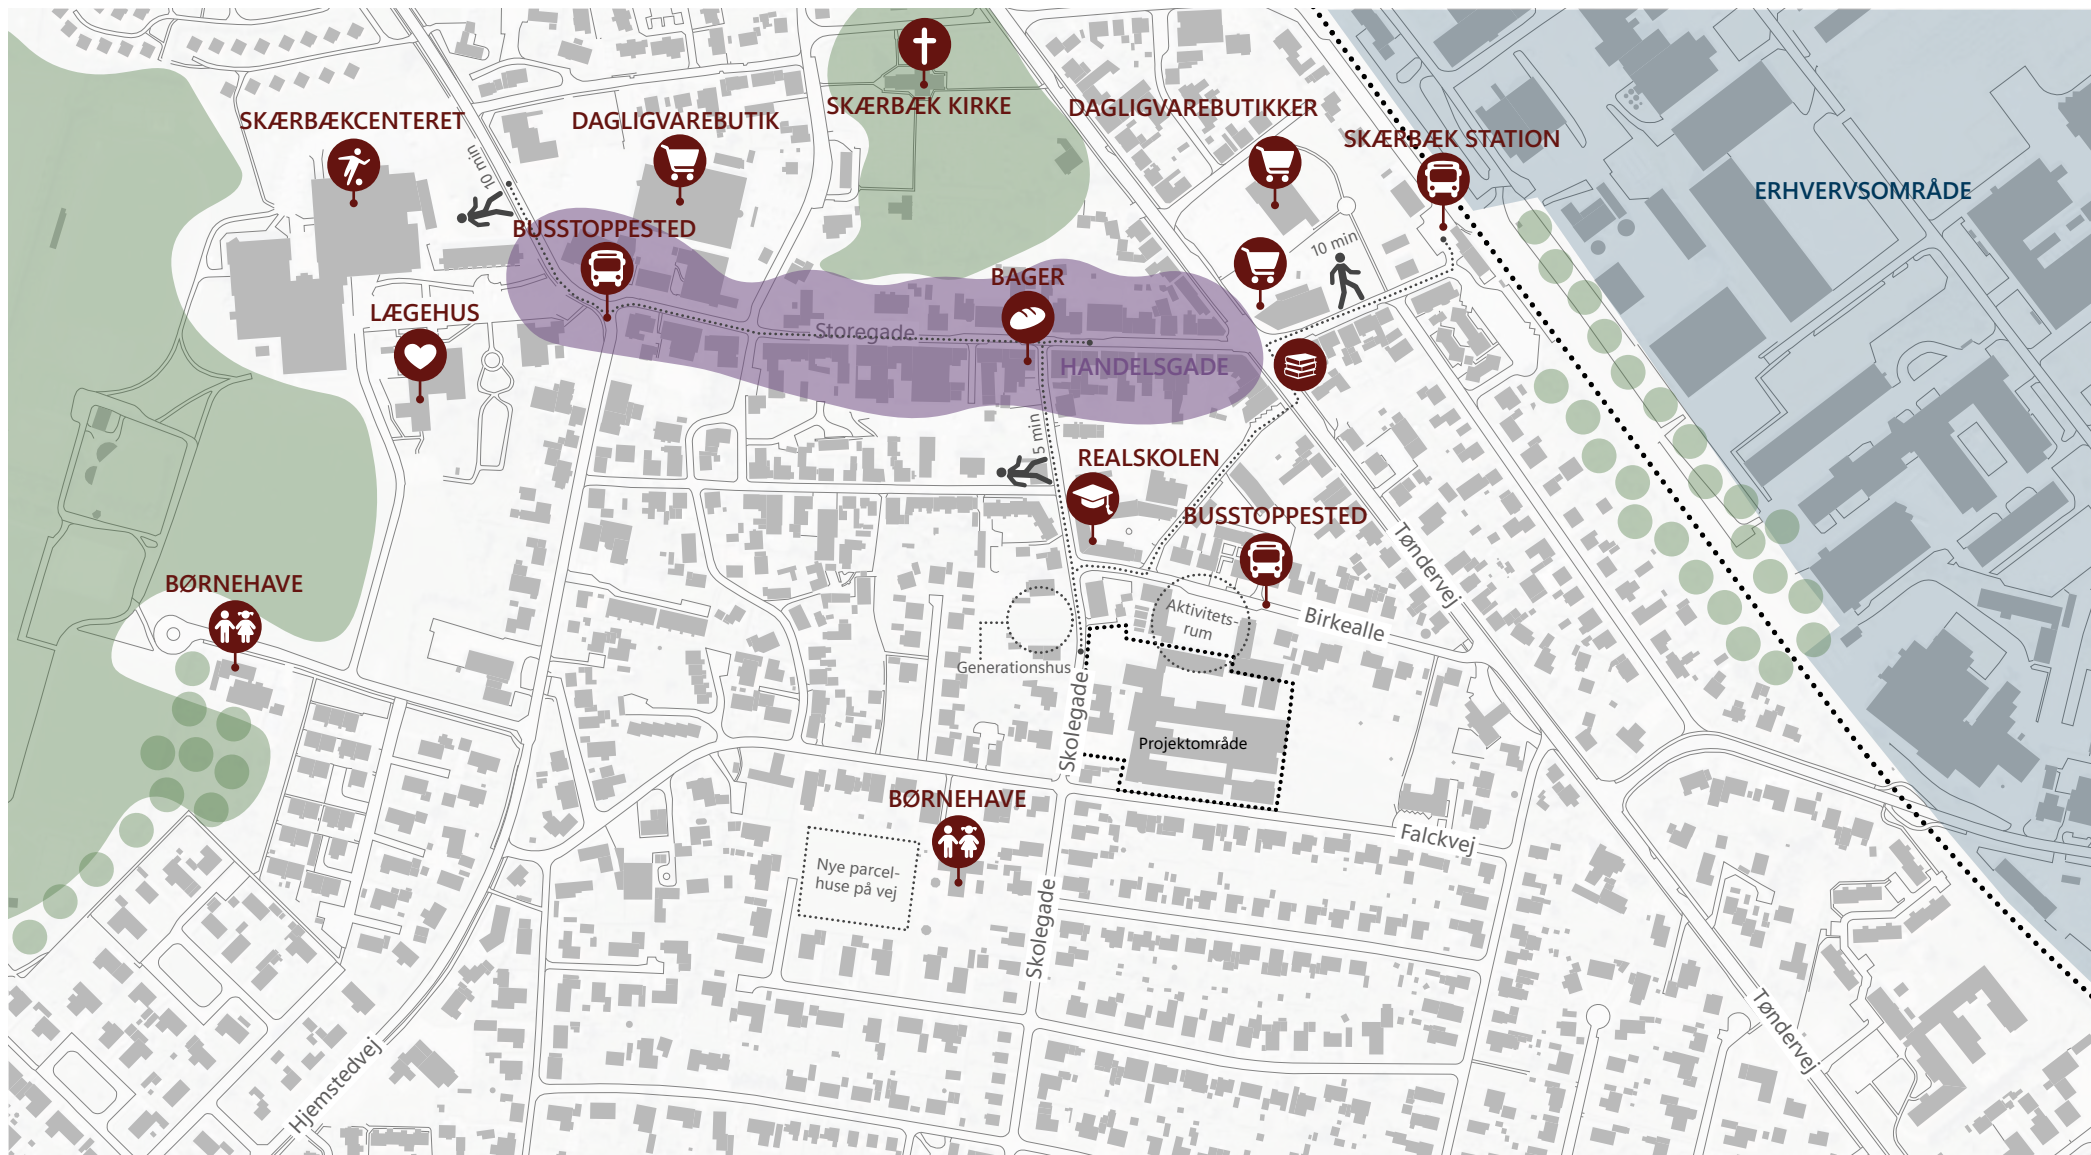 SKÆRBÆK KIRKE
DAGLIGVAREBUTIKKER
SKÆRBÆKCENTERET
DAGLIGVAREBUTIK
SKÆRBÆK STATION
10 min
ERHVERVSOMRÅDE
BUSSTOPPESTED
10 min
BAGER
LÆGEHUS
Storegade
HANDELSGADE
5 min
REALSKOLEN
BUSSTOPPESTED
Tøndervej
BØRNEHAVE
Aktivitets-
rum
Birkealle
Generationshus
Skolegade
Projektområde
BØRNEHAVE
Falckvej
Nye parcel-
huse på vej
Skolegade
Hjemstedvej
Tøndervej